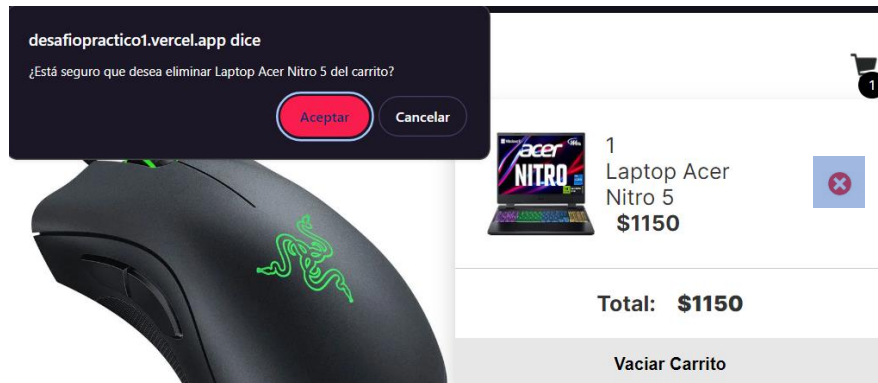 desafiopractico1.vercel.app dice
¿Está seguro que desea eliminar Laptop Acer Nitro 5 del carrito?
Aceptar
Cancelar
1
acer
NITRO
1
Laptop Acer
Nitro 5
$1150
Total: $1150
Vaciar Carrito